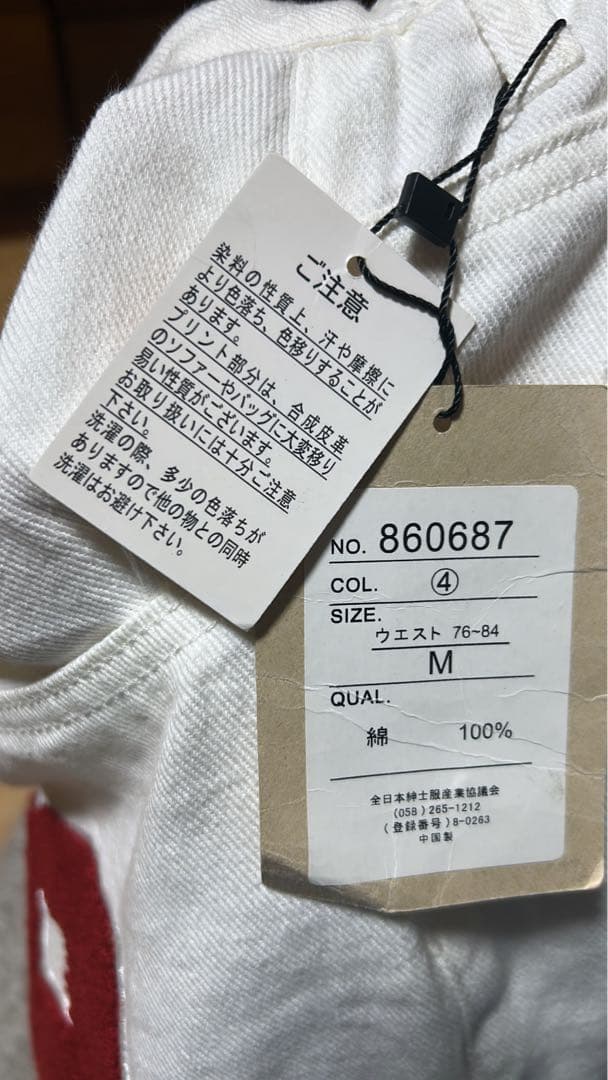 ご注意
染料の性質上、汗や摩擦に
より色落ち、色移りすることが
あります。
プリント部分は、合成皮革
のソファーやバッグに大変移り
易い性質がございます。
お取り扱いには十分ご注意
下さい。
洗濯の際、多少の色落ちが
ありますので他の物との同時
洗濯はお避け下さい。
NO. 860687
COL. ④
SIZE.
ウエスト 76~84
M
QUAL.
綿 100%
全日本紳士服産業協議会
(058)265-1212
(登録番号)8-0263
中国製